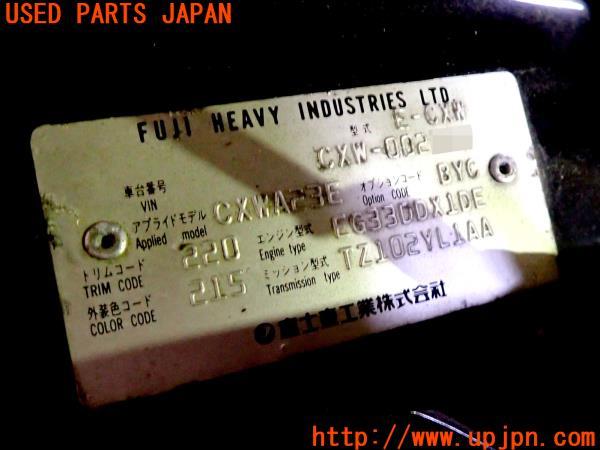 USED PARTS JAPAN
FUJI HEAVY INDUSTRIES LTD.
型式 E-CXW
車台番号 VIN CXW-002
アプライドモデル Applied model CXWA23E オプションコード Option CODE BYC
トリムコード TRIM CODE 220 エンジン型式 Engine type EG33DDX1DE
外装色コード COLOR CODE 215 ミッション型式 Transmission type TZ102YL1AA
富士重工業株式会社
http://www.upjpn.com